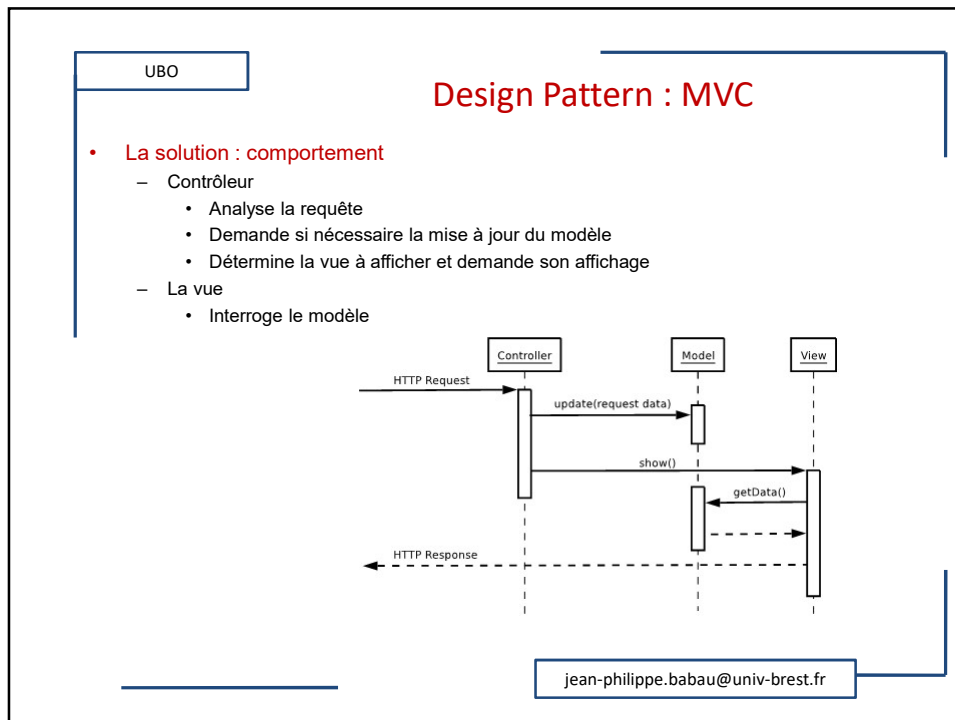 UBO
Design Pattern : MVC
• La solution : comportement
– Contrôleur
• Analyse la requête
• Demande si nécessaire la mise à jour du modèle
• Détermine la vue à afficher et demande son affichage
– La vue
• Interroge le modèle
Controller
Model
View
HTTP Request
update(request data)
show()
getData()
HTTP Response
jean-philippe.babau@univ-brest.fr